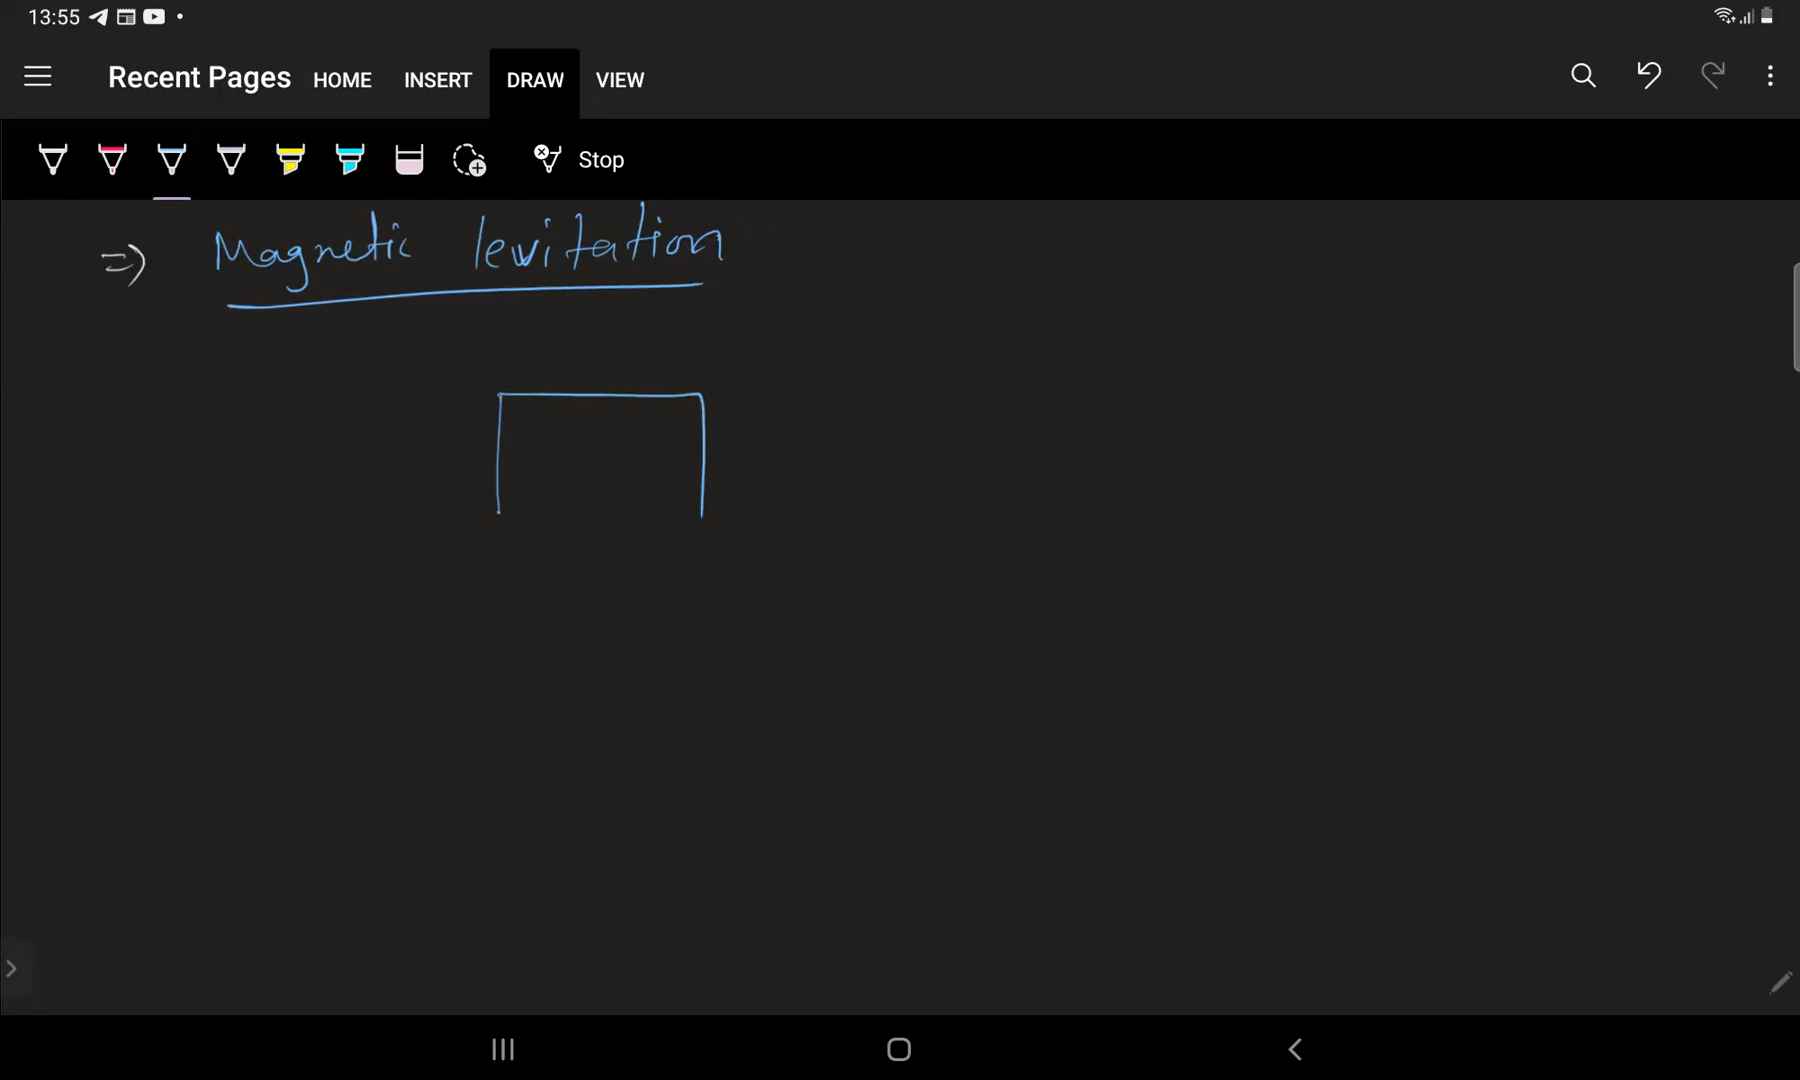 13:55
Recent Pages HOME INSERT DRAW VIEW
Stop
=) Magnetic levitation